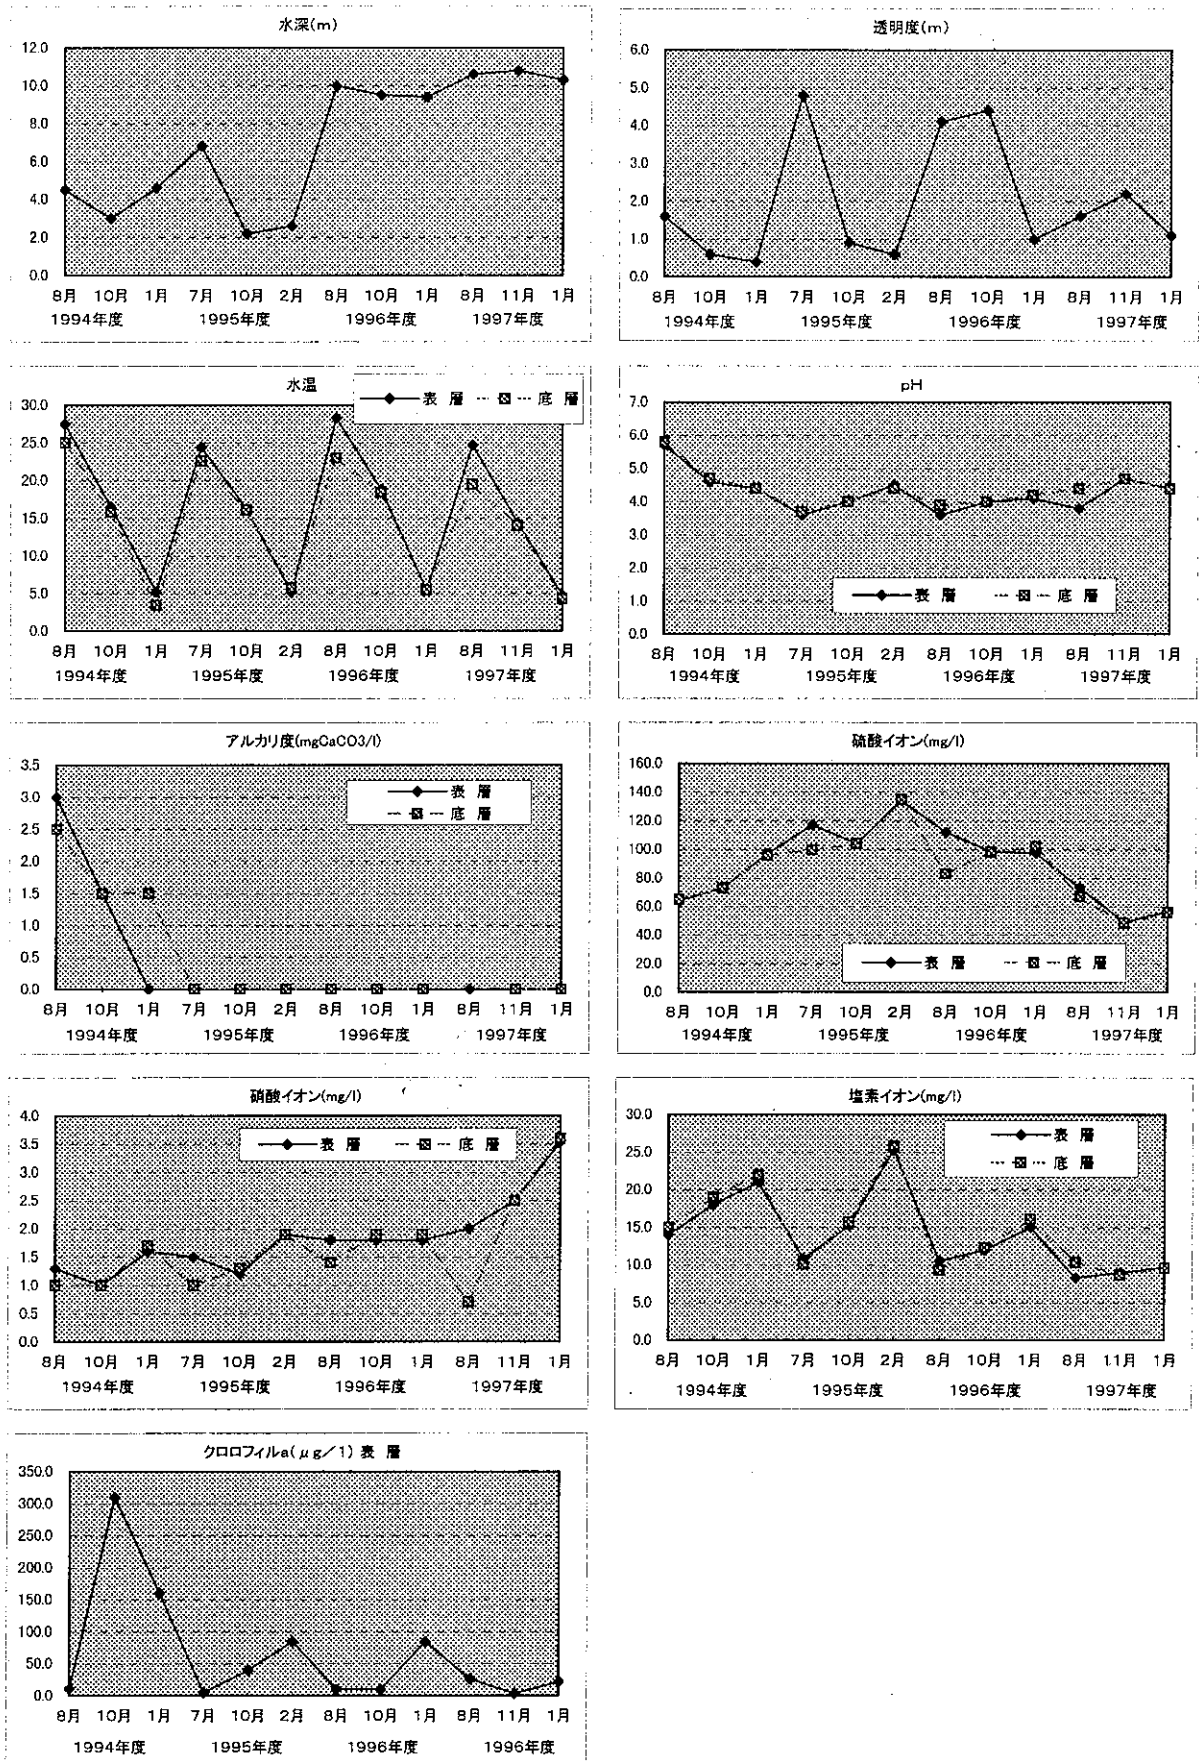 水深(m)
12.0
10.0
8.0
6.0
4.0
2.0
0.0
8月 10月 1月 7月 10月 2月 8月 10月 1月 8月 11月 1月
1994年度 1995年度 1996年度 1997年度
透明度(m)
6.0
5.0
4.0
3.0
2.0
1.0
0.0
8月 10月 1月 7月 10月 2月 8月 10月 1月 8月 11月 1月
1994年度 1995年度 1996年度 1997年度
水温
表 層 底 層
30.0
25.0
20.0
15.0
10.0
5.0
0.0
8月 10月 1月 7月 10月 2月 8月 10月 1月 8月 11月 1月
1994年度 1995年度 1996年度 1997年度
pH
7.0
6.0
5.0
4.0
3.0
2.0
1.0
0.0
表 層 底 層
8月 10月 1月 7月 10月 2月 8月 10月 1月 8月 11月 1月
1994年度 1995年度 1996年度 1997年度
アルカリ度(mgCaCO3/l)
3.5
3.0
2.5
2.0
1.5
1.0
0.5
0.0
表 層
底 層
8月 10月 1月 7月 10月 2月 8月 10月 1月 8月 11月 1月
1994年度 1995年度 1996年度 1997年度
硫酸イオン(mg/l)
160.0
140.0
120.0
100.0
80.0
60.0
40.0
20.0
0.0
表 層 底 層
8月 10月 1月 7月 10月 2月 8月 10月 1月 8月 11月 1月
1994年度 1995年度 1996年度 1997年度
硝酸イオン(mg/l)
4.0
3.5
3.0
2.5
2.0
1.5
1.0
0.5
0.0
表 層 底 層
8月 10月 1月 7月 10月 2月 8月 10月 1月 8月 11月 1月
1994年度 1995年度 1996年度 1997年度
塩素イオン(mg/l)
30.0
25.0
20.0
15.0
10.0
5.0
0.0
表 層
底 層
8月 10月 1月 7月 10月 2月 8月 10月 1月 8月 11月 1月
1994年度 1995年度 1996年度 1997年度
クロロフィルa(μg/1) 表 層
350.0
300.0
250.0
200.0
150.0
100.0
50.0
0.0
8月 10月 1月 7月 10月 2月 8月 10月 1月 8月 11月 1月
1994年度 1995年度 1996年度 1996年度